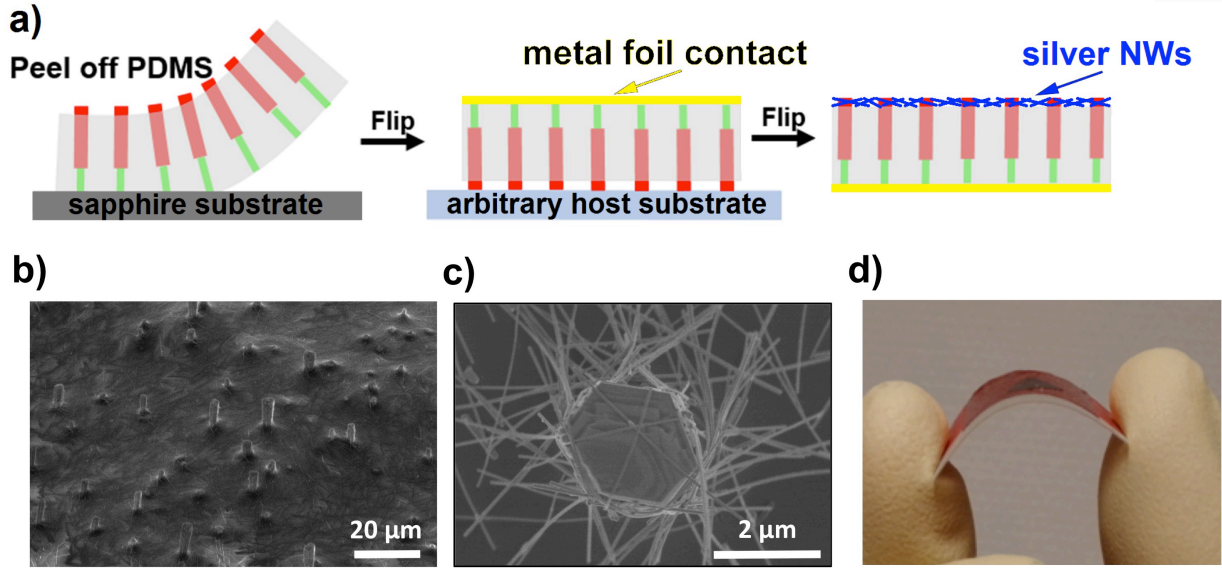 a)
Peel off PDMS
Flip
metal foil contact
Flip
silver NWs
sapphire substrate
arbitrary host substrate
b)
c)
d)
20 µm
2 µm